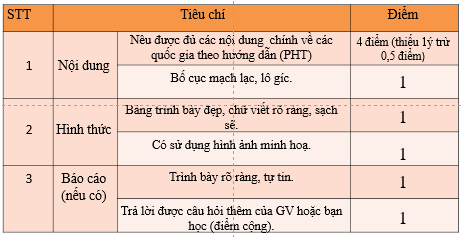 STT Tiêu chí Điểm
1 Nội dung Nêu được đủ các nội dung chính về các quốc gia theo hướng dẫn (PHT) 4 điểm (thiếu 1ý trừ 0,5 điểm)
Bố cục mạch lạc, lô gíc. 1
2 Hình thức Bảng trình bày đẹp, chữ viết rõ ràng, sạch sẽ. 1
Có sử dụng hình ảnh minh hoạ. 1
3 Báo cáo (nếu có) Trình bày rõ ràng, tự tin. 1
Trả lời được câu hỏi thêm của GV hoặc bạn học (điểm cộng). 1